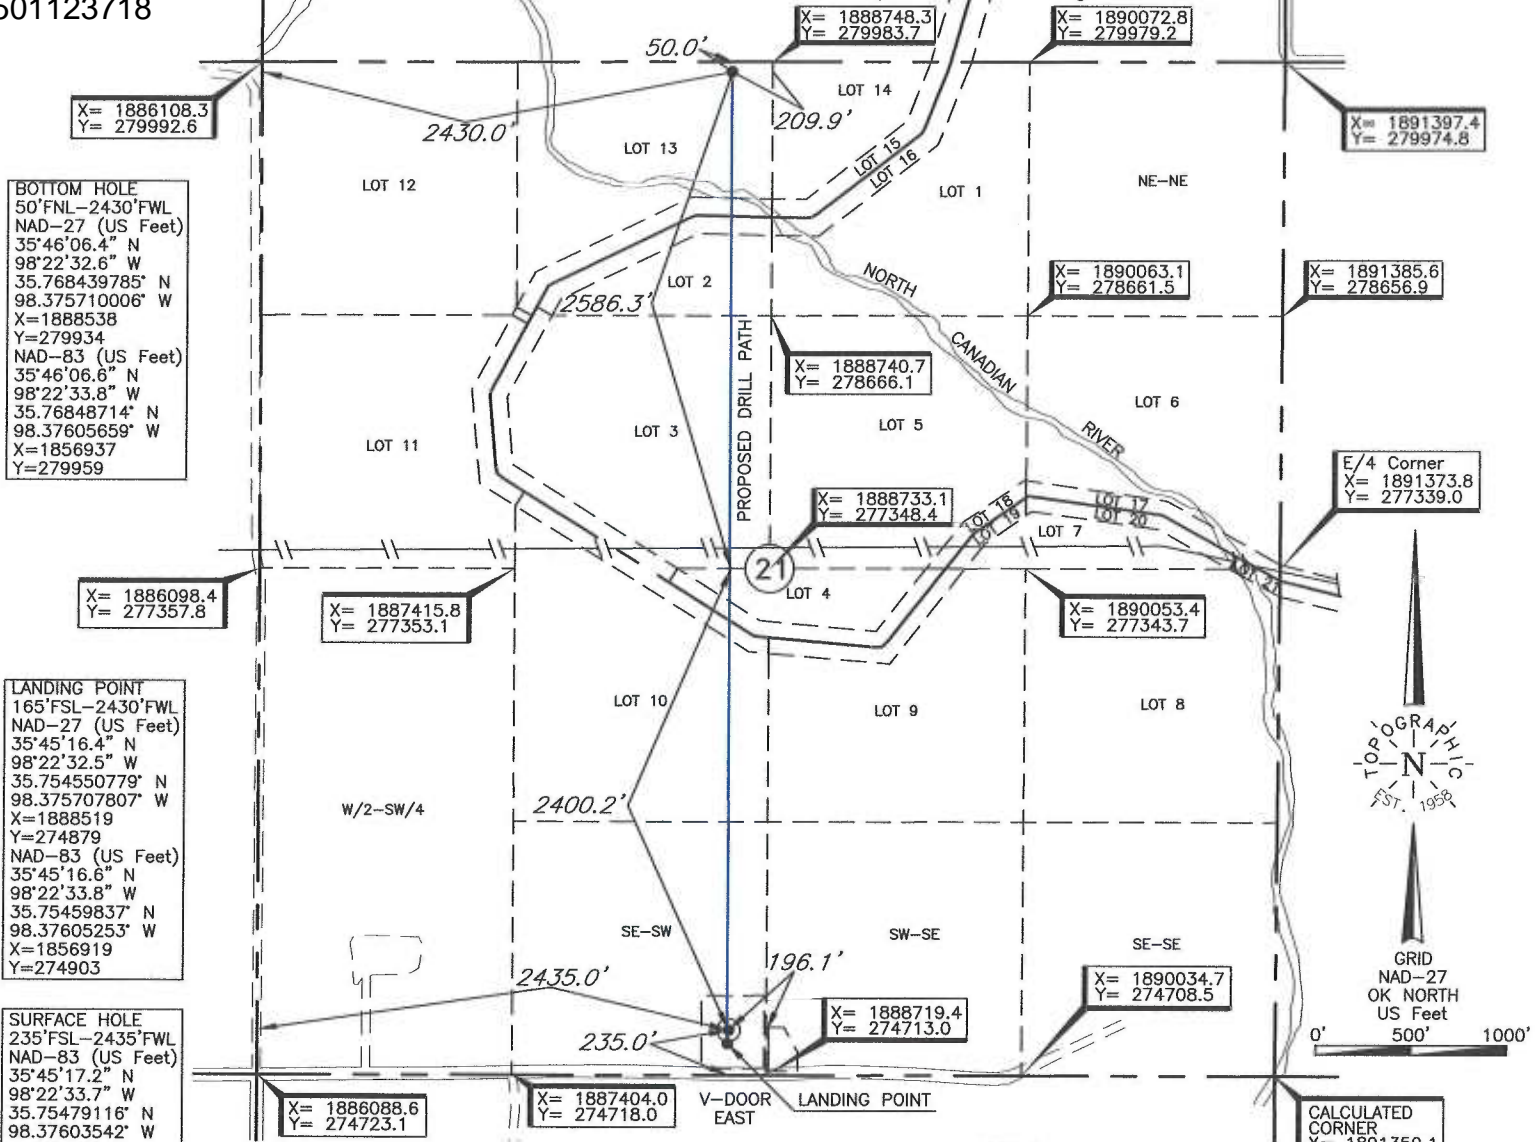 501123718
X= 1888748.3
Y= 279983.7
X= 1890072.8
Y= 279979.2
50.0'
X= 1886108.3
Y= 279992.6
2430.0'
209.9'
LOT 14
X= 1891397.4
Y= 279974.8
LOT 13
LOT 15
LOT 16
LOT 12
LOT 1
NE-NE
BOTTOM HOLE
50'FNL-2430'FWL
NAD-27 (US Feet)
35°46'06.4" N
98°22'32.6" W
35.768439785° N
98.375710006° W
X=1888538
Y=279934
NAD-83 (US Feet)
35°46'06.6" N
98°22'33.8" W
35.76848714° N
98.37605659° W
X=1856937
Y=279959
LOT 2
2586.3'
NORTH
CANADIAN
RIVER
X= 1890063.1
Y= 278661.5
X= 1891385.6
Y= 278656.9
PROPOSED DRILL PATH
X= 1888740.7
Y= 278666.1
LOT 6
LOT 11
LOT 3
LOT 5
E/4 Corner
X= 1891373.8
Y= 277339.0
X= 1888733.1
Y= 277348.4
LOT 18
LOT 19
LOT 17
LOT 20
LOT 7
21
LOT 4
X= 1886098.4
Y= 277357.8
X= 1887415.8
Y= 277353.1
X= 1890053.4
Y= 277343.7
LANDING POINT
165'FSL-2430'FWL
NAD-27 (US Feet)
35°45'16.4" N
98°22'32.5" W
35.754550779° N
98.375707807° W
X=1888519
Y=274879
NAD-83 (US Feet)
35°45'16.6" N
98°22'33.8" W
35.75459837° N
98.37605253° W
X=1856919
Y=274903
LOT 10
LOT 9
LOT 8
TOPOGRAPHIC
N
EST. 1958
W/2-SW/4
2400.2'
SE-SW
SW-SE
SE-SE
2435.0'
196.1'
X= 1890034.7
Y= 274708.5
GRID
NAD-27
OK NORTH
US Feet
0' 500' 1000'
X= 1888719.4
Y= 274713.0
235.0'
SURFACE HOLE
235'FSL-2435'FWL
NAD-83 (US Feet)
35°45'17.2" N
98°22'33.7" W
35.75479116° N
98.37603542° W
X= 1886088.6
Y= 274723.1
X= 1887404.0
Y= 274718.0
V-DOOR
EAST
LANDING POINT
CALCULATED
CORNER